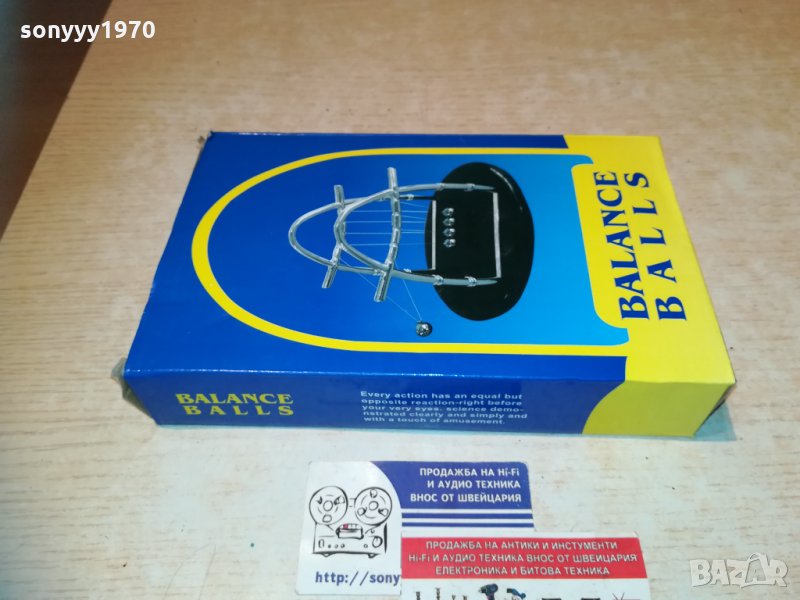 sonyyy1970
BALANCE
BALLS
BALANCE
BALLS
Every action has an equal but
opposite reaction-right before
your very eyes. science demo-
nstrated clearly and simply and
with a touch of amusement.
ПРОДАЖБА НА Hi-Fi
И АУДИО ТЕХНИКА
ВНОС ОТ ШВЕЙЦАРИЯ
http://sony
ПРОДАЖБА НА АНТИКИ И ИНСТУМЕНТИ
Hi-Fi И АУДИО ТЕХНИКА ВНОС ОТ ШВЕЙЦАРИЯ
ЕЛЕКТРОНИКА И БИТОВА ТЕХНИКА
BAZAR